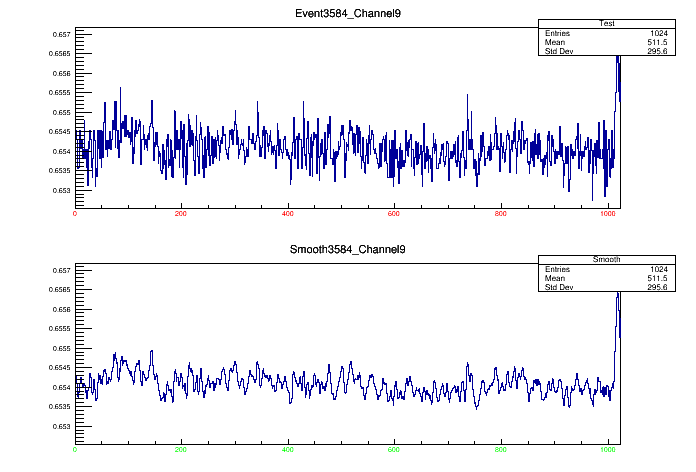 Event3584_Channel9
Test
Entries 1024
Mean 511.5
Std Dev 295.6
0.657
0.6565
0.656
0.6555
0.655
0.6545
0.654
0.6535
0.653
0 200 400 600 800 1000
Smooth3584_Channel9
Smooth
Entries 1024
Mean 511.5
Std Dev 295.6
0.657
0.6565
0.656
0.6555
0.655
0.6545
0.654
0.6535
0.653
0 200 400 600 800 1000